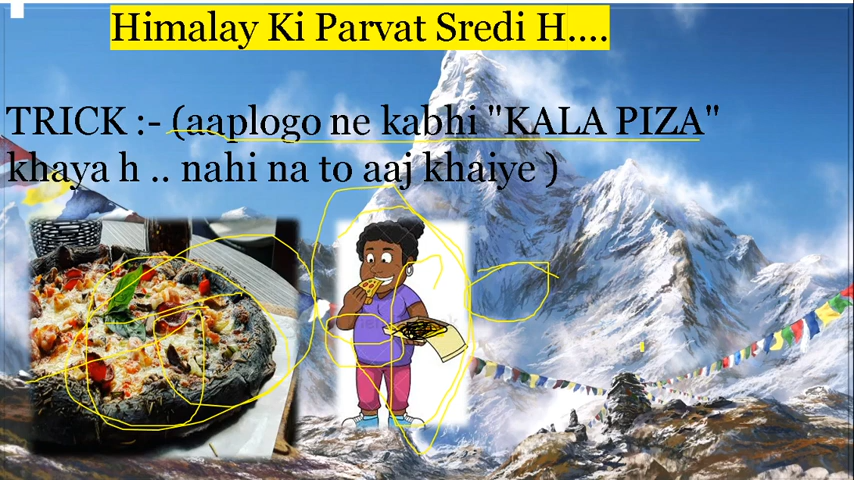 Himalay Ki Parvat Sredi H....
TRICK :- (aaplogo ne kabhi "KALA PIZA"
khaya h .. nahi na to aaj khaiye )